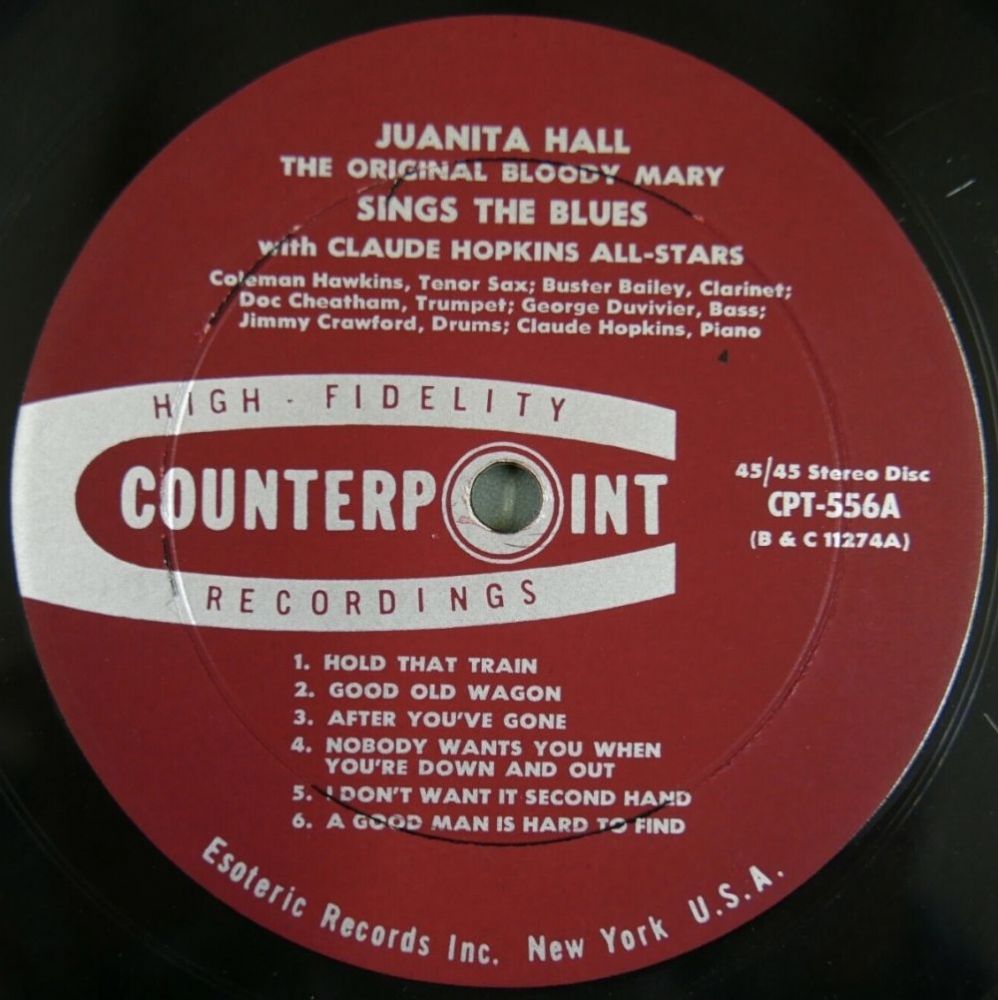 JUANITA HALL
THE ORIGINAL BLOODY MARY
SINGS THE BLUES
with CLAUDE HOPKINS ALL-STARS
Coleman Hawkins, Tenor Sax; Buster Bailey, Clarinet;
Doc Cheatham, Trumpet; George Duvivier, Bass;
Jimmy Crawford, Drums; Claude Hopkins, Piano
HIGH - FIDELITY
COUNTERPOINT
RECORDINGS
45/45 Stereo Disc
CPT-556A
(B & C 11274A)
1. HOLD THAT TRAIN
2. GOOD OLD WAGON
3. AFTER YOU'VE GONE
4. NOBODY WANTS YOU WHEN
YOU'RE DOWN AND OUT
5. I DON'T WANT IT SECOND HAND
6. A GOOD MAN IS HARD TO FIND
Esoteric Records Inc. New York U.S.A.